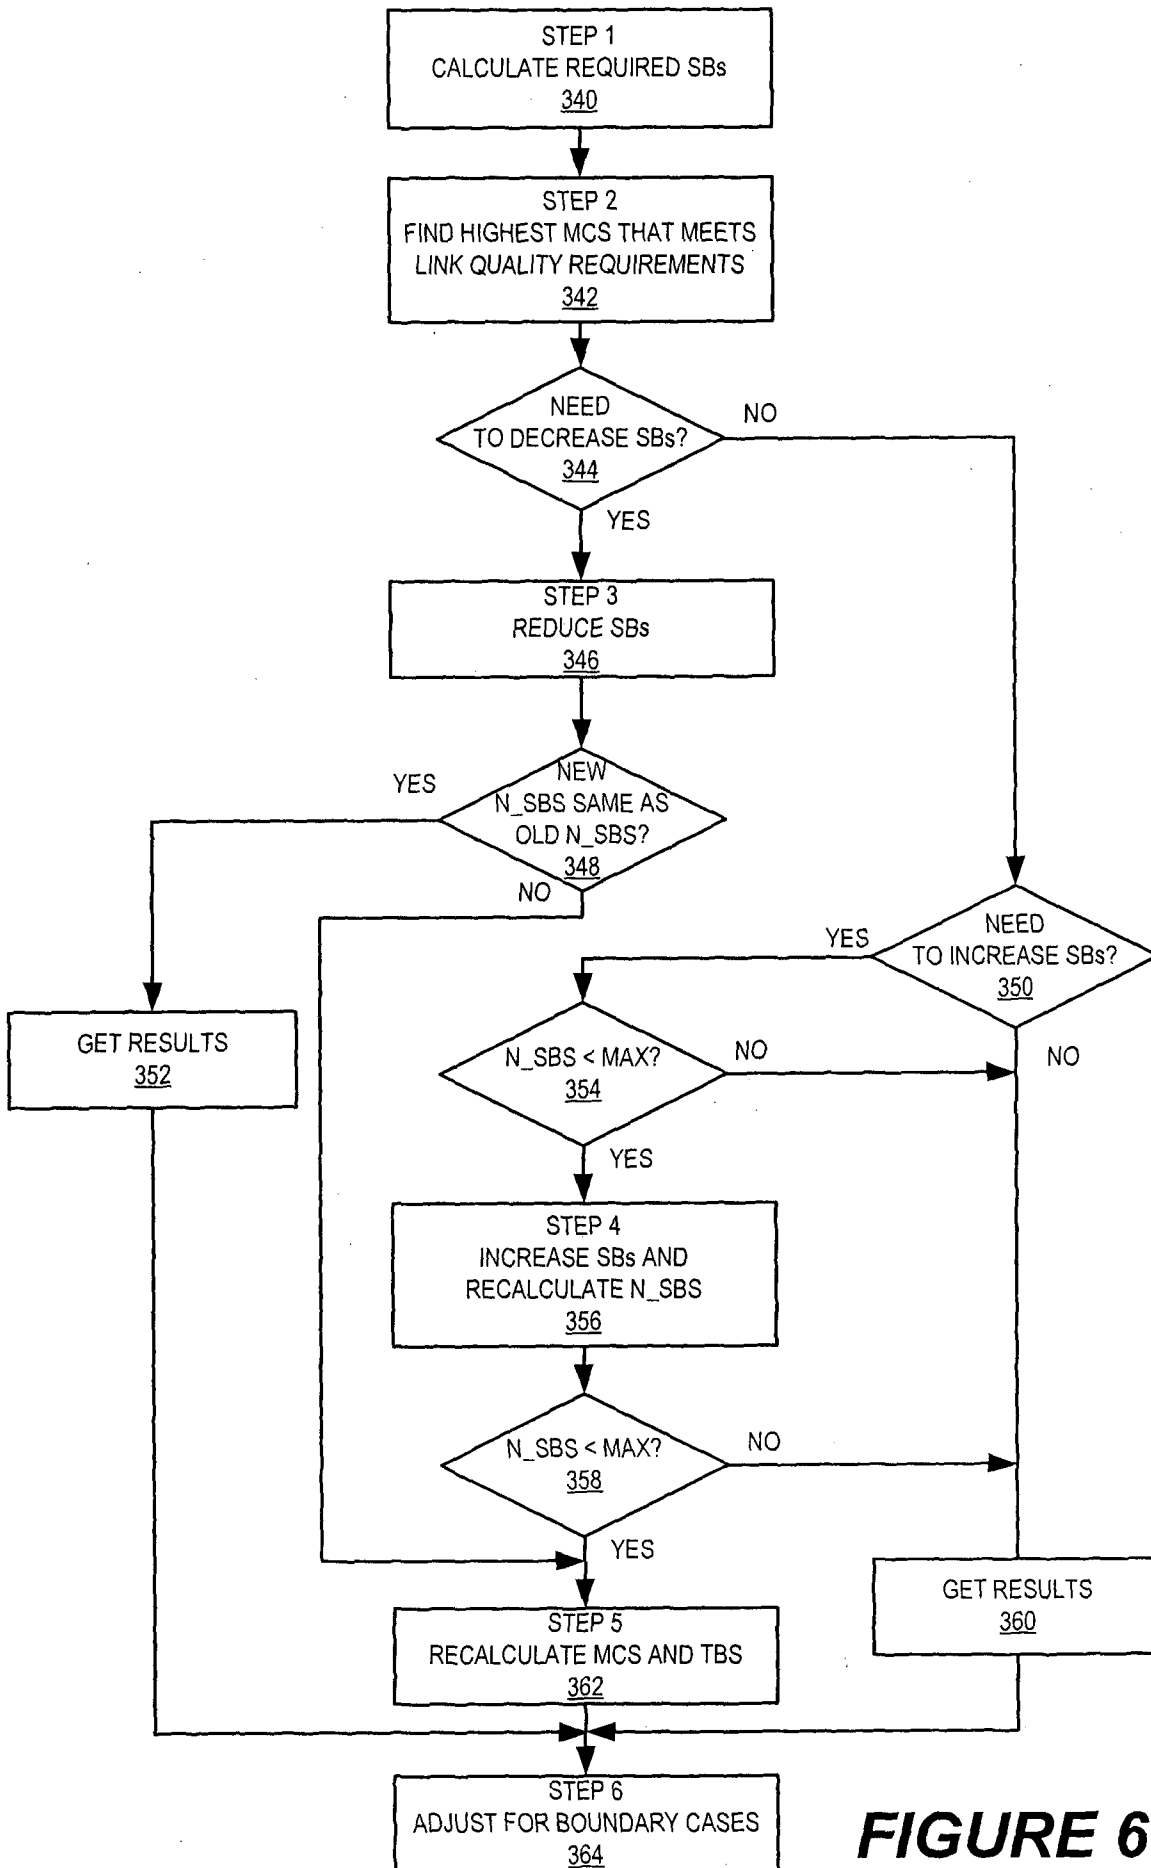 STEP 1
CALCULATE REQUIRED SBs
340
STEP 2
FIND HIGHEST MCS THAT MEETS
LINK QUALITY REQUIREMENTS
342
NEED
TO DECREASE SBs?
344
NO
YES
STEP 3
REDUCE SBs
346
NEW
N_SBS SAME AS
OLD N_SBS?
348
YES
NO
NEED
TO INCREASE SBs?
350
YES
NO
GET RESULTS
352
N_SBS < MAX?
354
NO
YES
STEP 4
INCREASE SBs AND
RECALCULATE N_SBS
356
N_SBS < MAX?
358
NO
YES
GET RESULTS
360
STEP 5
RECALCULATE MCS AND TBS
362
STEP 6
ADJUST FOR BOUNDARY CASES
364
FIGURE 6